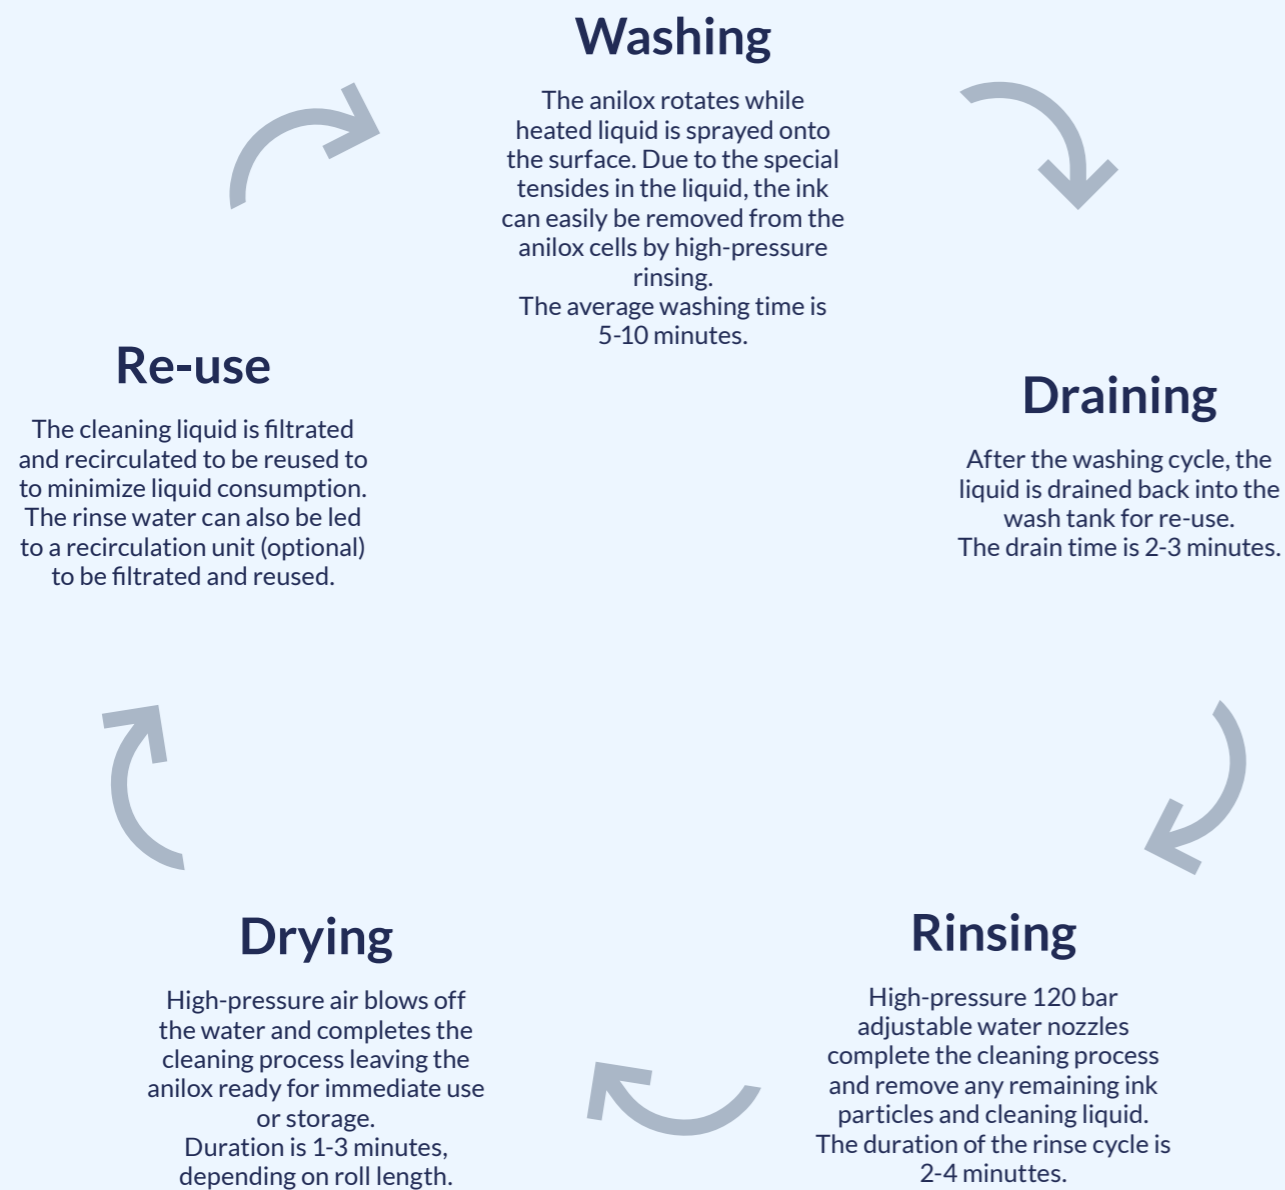 Washing
The anilox rotates while
heated liquid is sprayed onto
the surface. Due to the special
tensides in the liquid, the ink
can easily be removed from the
anilox cells by high-pressure
rinsing.
The average washing time is
5-10 minutes.
Draining
After the washing cycle, the
liquid is drained back into the
wash tank for re-use.
The drain time is 2-3 minutes.
Rinsing
High-pressure 120 bar
adjustable water nozzles
complete the cleaning process
and remove any remaining ink
particles and cleaning liquid.
The duration of the rinse cycle is
2-4 minuttes.
Drying
High-pressure air blows off
the water and completes the
cleaning process leaving the
anilox ready for immediate use
or storage.
Duration is 1-3 minutes,
depending on roll length.
Re-use
The cleaning liquid is filtrated
and recirculated to be reused to
to minimize liquid consumption.
The rinse water can also be led
to a recirculation unit (optional)
to be filtrated and reused.